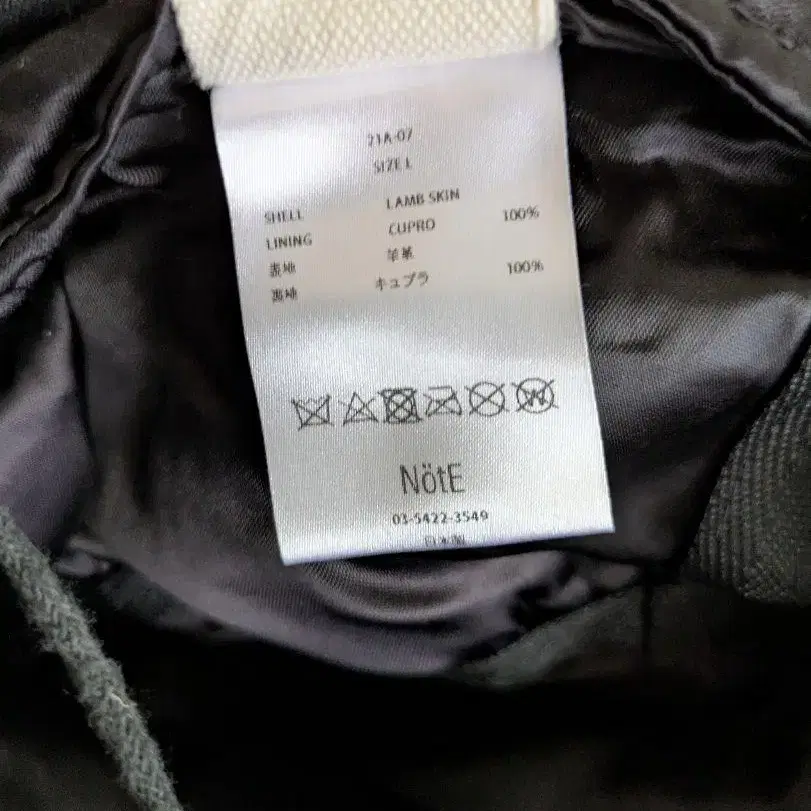 21A-07
SIZE L
SHELL LAMB SKIN
LINING CUPRO 100%
表地 羊革
裏地 キュプラ 100%
NötE
03-5422-3549
日本製